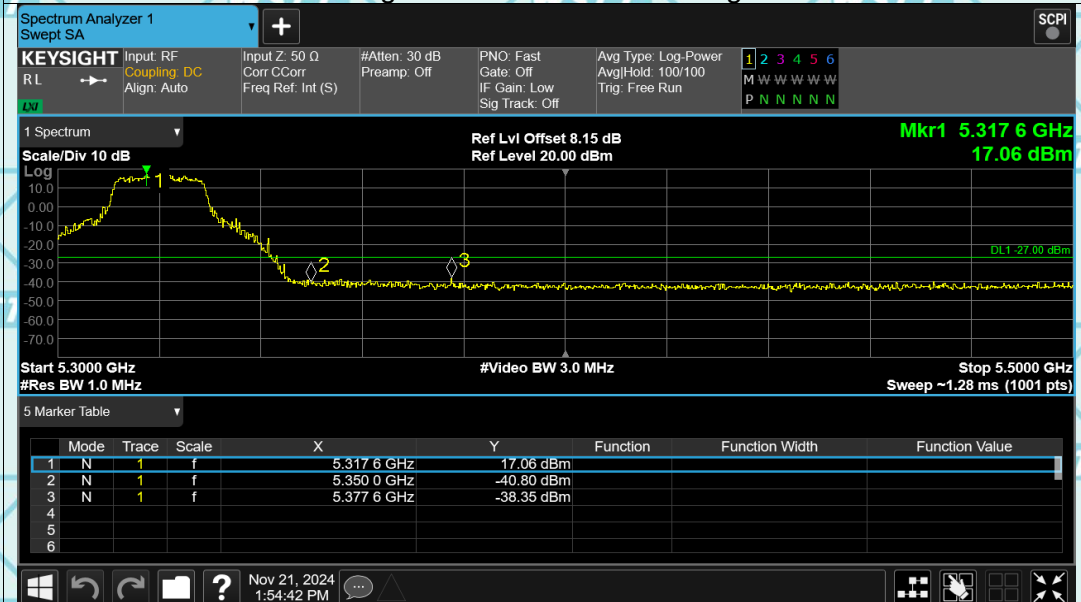 Spectrum Analyzer 1
Swept SA
+
SCPI
KEYSIGHT
R L
LXI
Input: RF
Coupling: DC
Align: Auto
Input Z: 50 Ω
Corr CCorr
Freq Ref: Int (S)
#Atten: 30 dB
Preamp: Off
PNO: Fast
Gate: Off
IF Gain: Low
Sig Track: Off
Avg Type: Log-Power
Avg|Hold: 100/100
Trig: Free Run
1 2 3 4 5 6
M W W W W W
P N N N N N
1 Spectrum
Scale/Div 10 dB
Ref Lvl Offset 8.15 dB
Ref Level 20.00 dBm
Mkr1 5.317 6 GHz
17.06 dBm
Log
10.0
0.00
-10.0
-20.0
-30.0
-40.0
-50.0
-60.0
-70.0
1
2
3
DL1 -27.00 dBm
Start 5.3000 GHz
#Video BW 3.0 MHz
Stop 5.5000 GHz
#Res BW 1.0 MHz
Sweep ~1.28 ms (1001 pts)
5 Marker Table
Mode Trace Scale X Y Function Function Width Function Value
1 N 1 f 5.317 6 GHz 17.06 dBm
2 N 1 f 5.350 0 GHz -40.80 dBm
3 N 1 f 5.377 6 GHz -38.35 dBm
4
5
6
?
Nov 21, 2024
1:54:42 PM